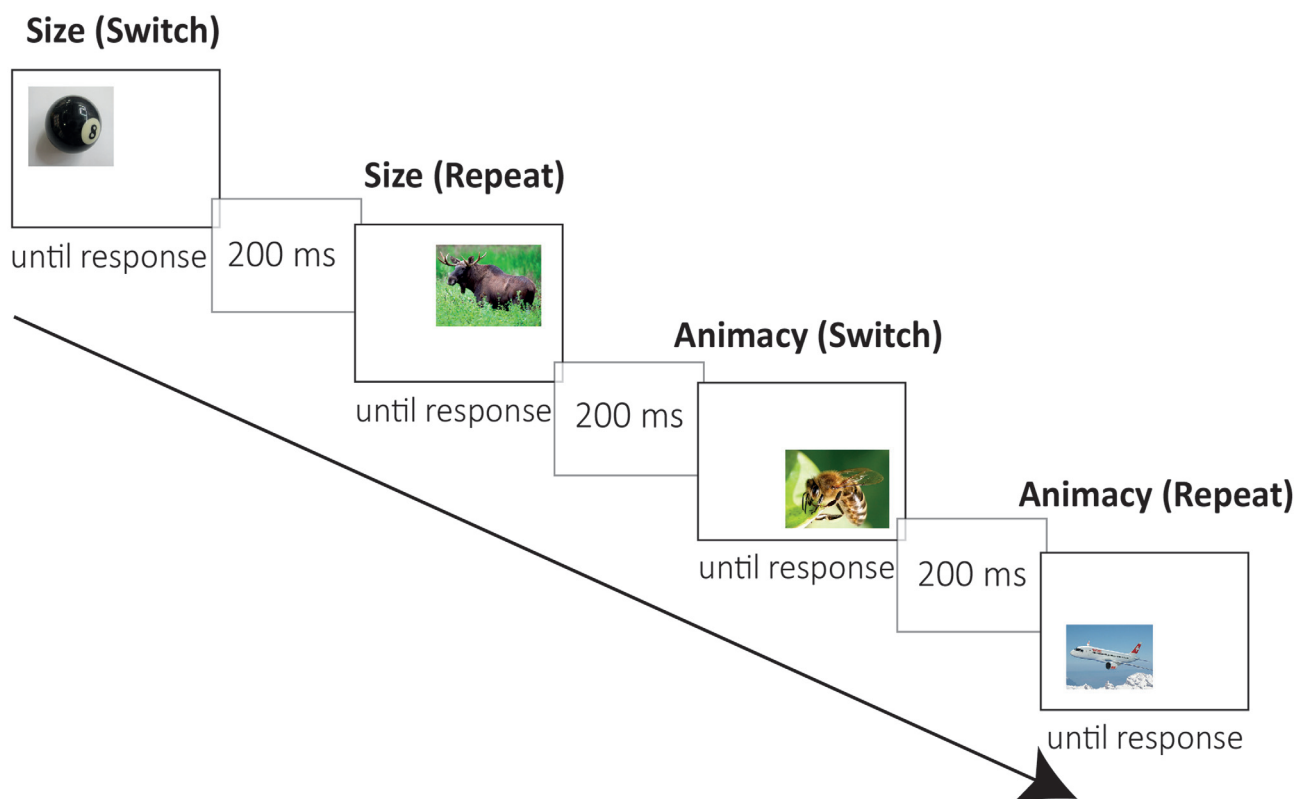 Size (Switch)
8
until response
200 ms
Size (Repeat)
until response
200 ms
Animacy (Switch)
until response
200 ms
Animacy (Repeat)
until response